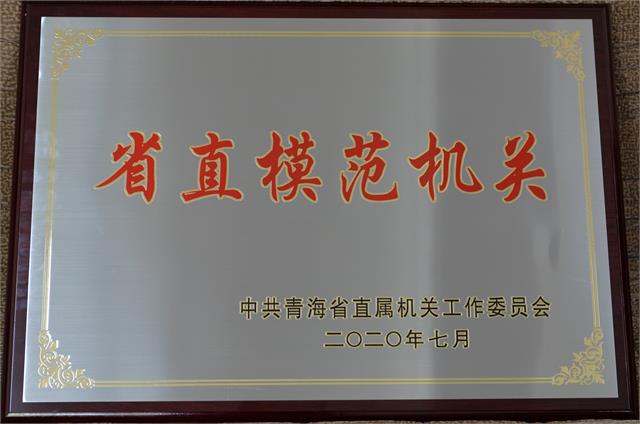 省直模范机关
中共青海省直属机关工作委员会
二〇二〇年七月